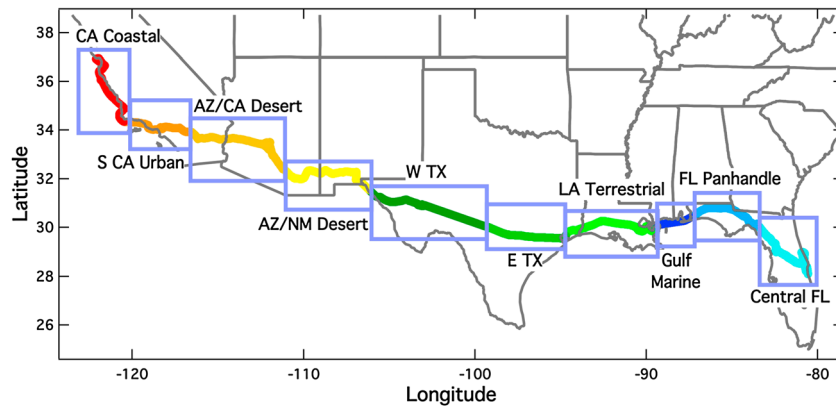 38
36
34
32
30
28
26
Latitude
CA Coastal
S CA Urban
AZ/CA Desert
AZ/NM Desert
W TX
E TX
LA Terrestrial
Gulf
Marine
FL Panhandle
Central FL
-120
-110
-100
-90
-80
Longitude